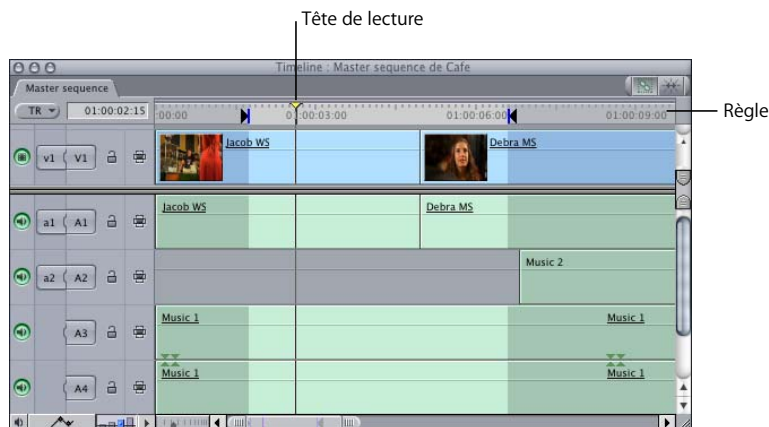 Tête de lecture
Timeline : Master sequence de Cafe
Master sequence
TR 01:00:02:15 :00:00 01:00:03:00 01:00:06:00 01:00:09:00
Règle
v1 V1 Jacob WS Debra MS
a1 A1 Jacob WS Debra MS
a2 A2 Music 2
A3 Music 1 Music 1
A4 Music 1 Music 1